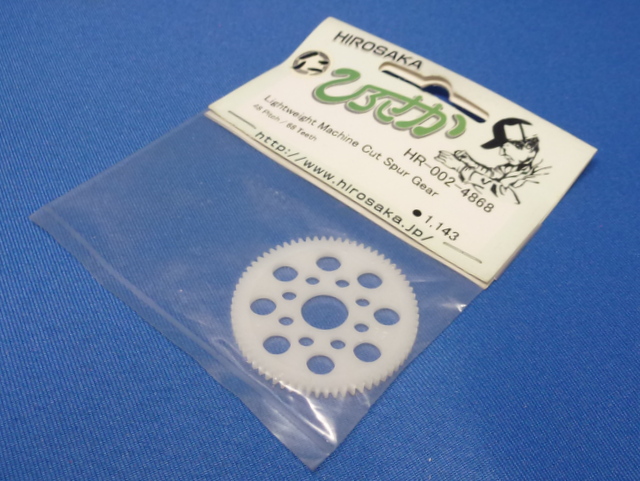 HIROSAKA
ひろさか
Lightweight Machine Cut Spur Gear
48 Pitch / 68 Teeth
HR-002-4868
●1,143
http://www.hirosaka.jp/